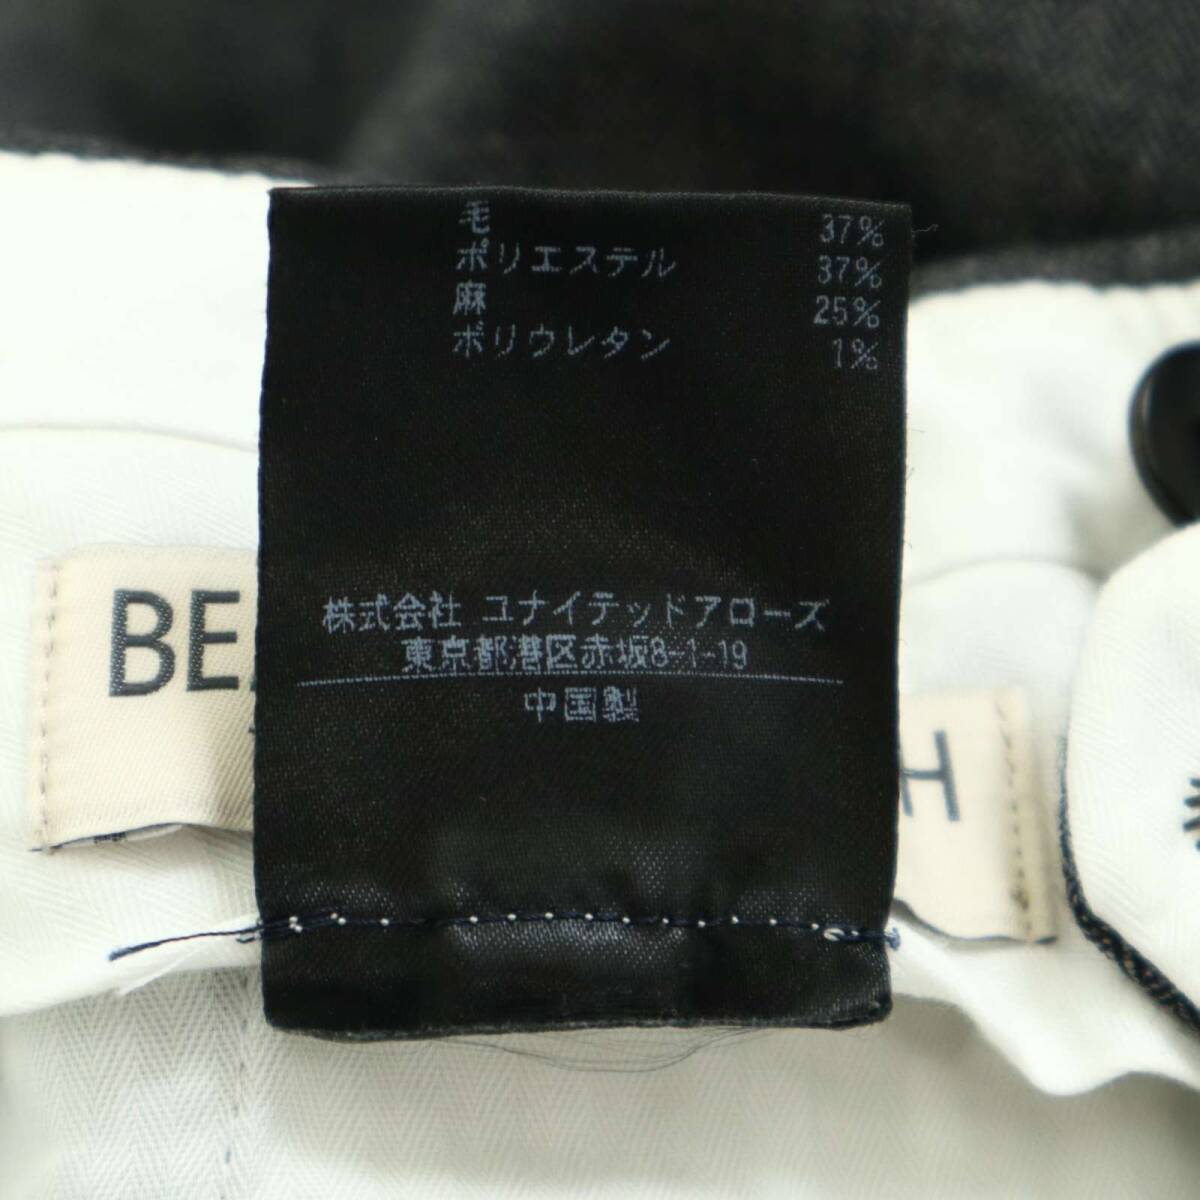 毛 37%
ポリエステル 37%
麻 25%
ポリウレタン 1%
株式会社 ユナイテッドアローズ
東京都港区赤坂8-1-19
中国製
BE
H